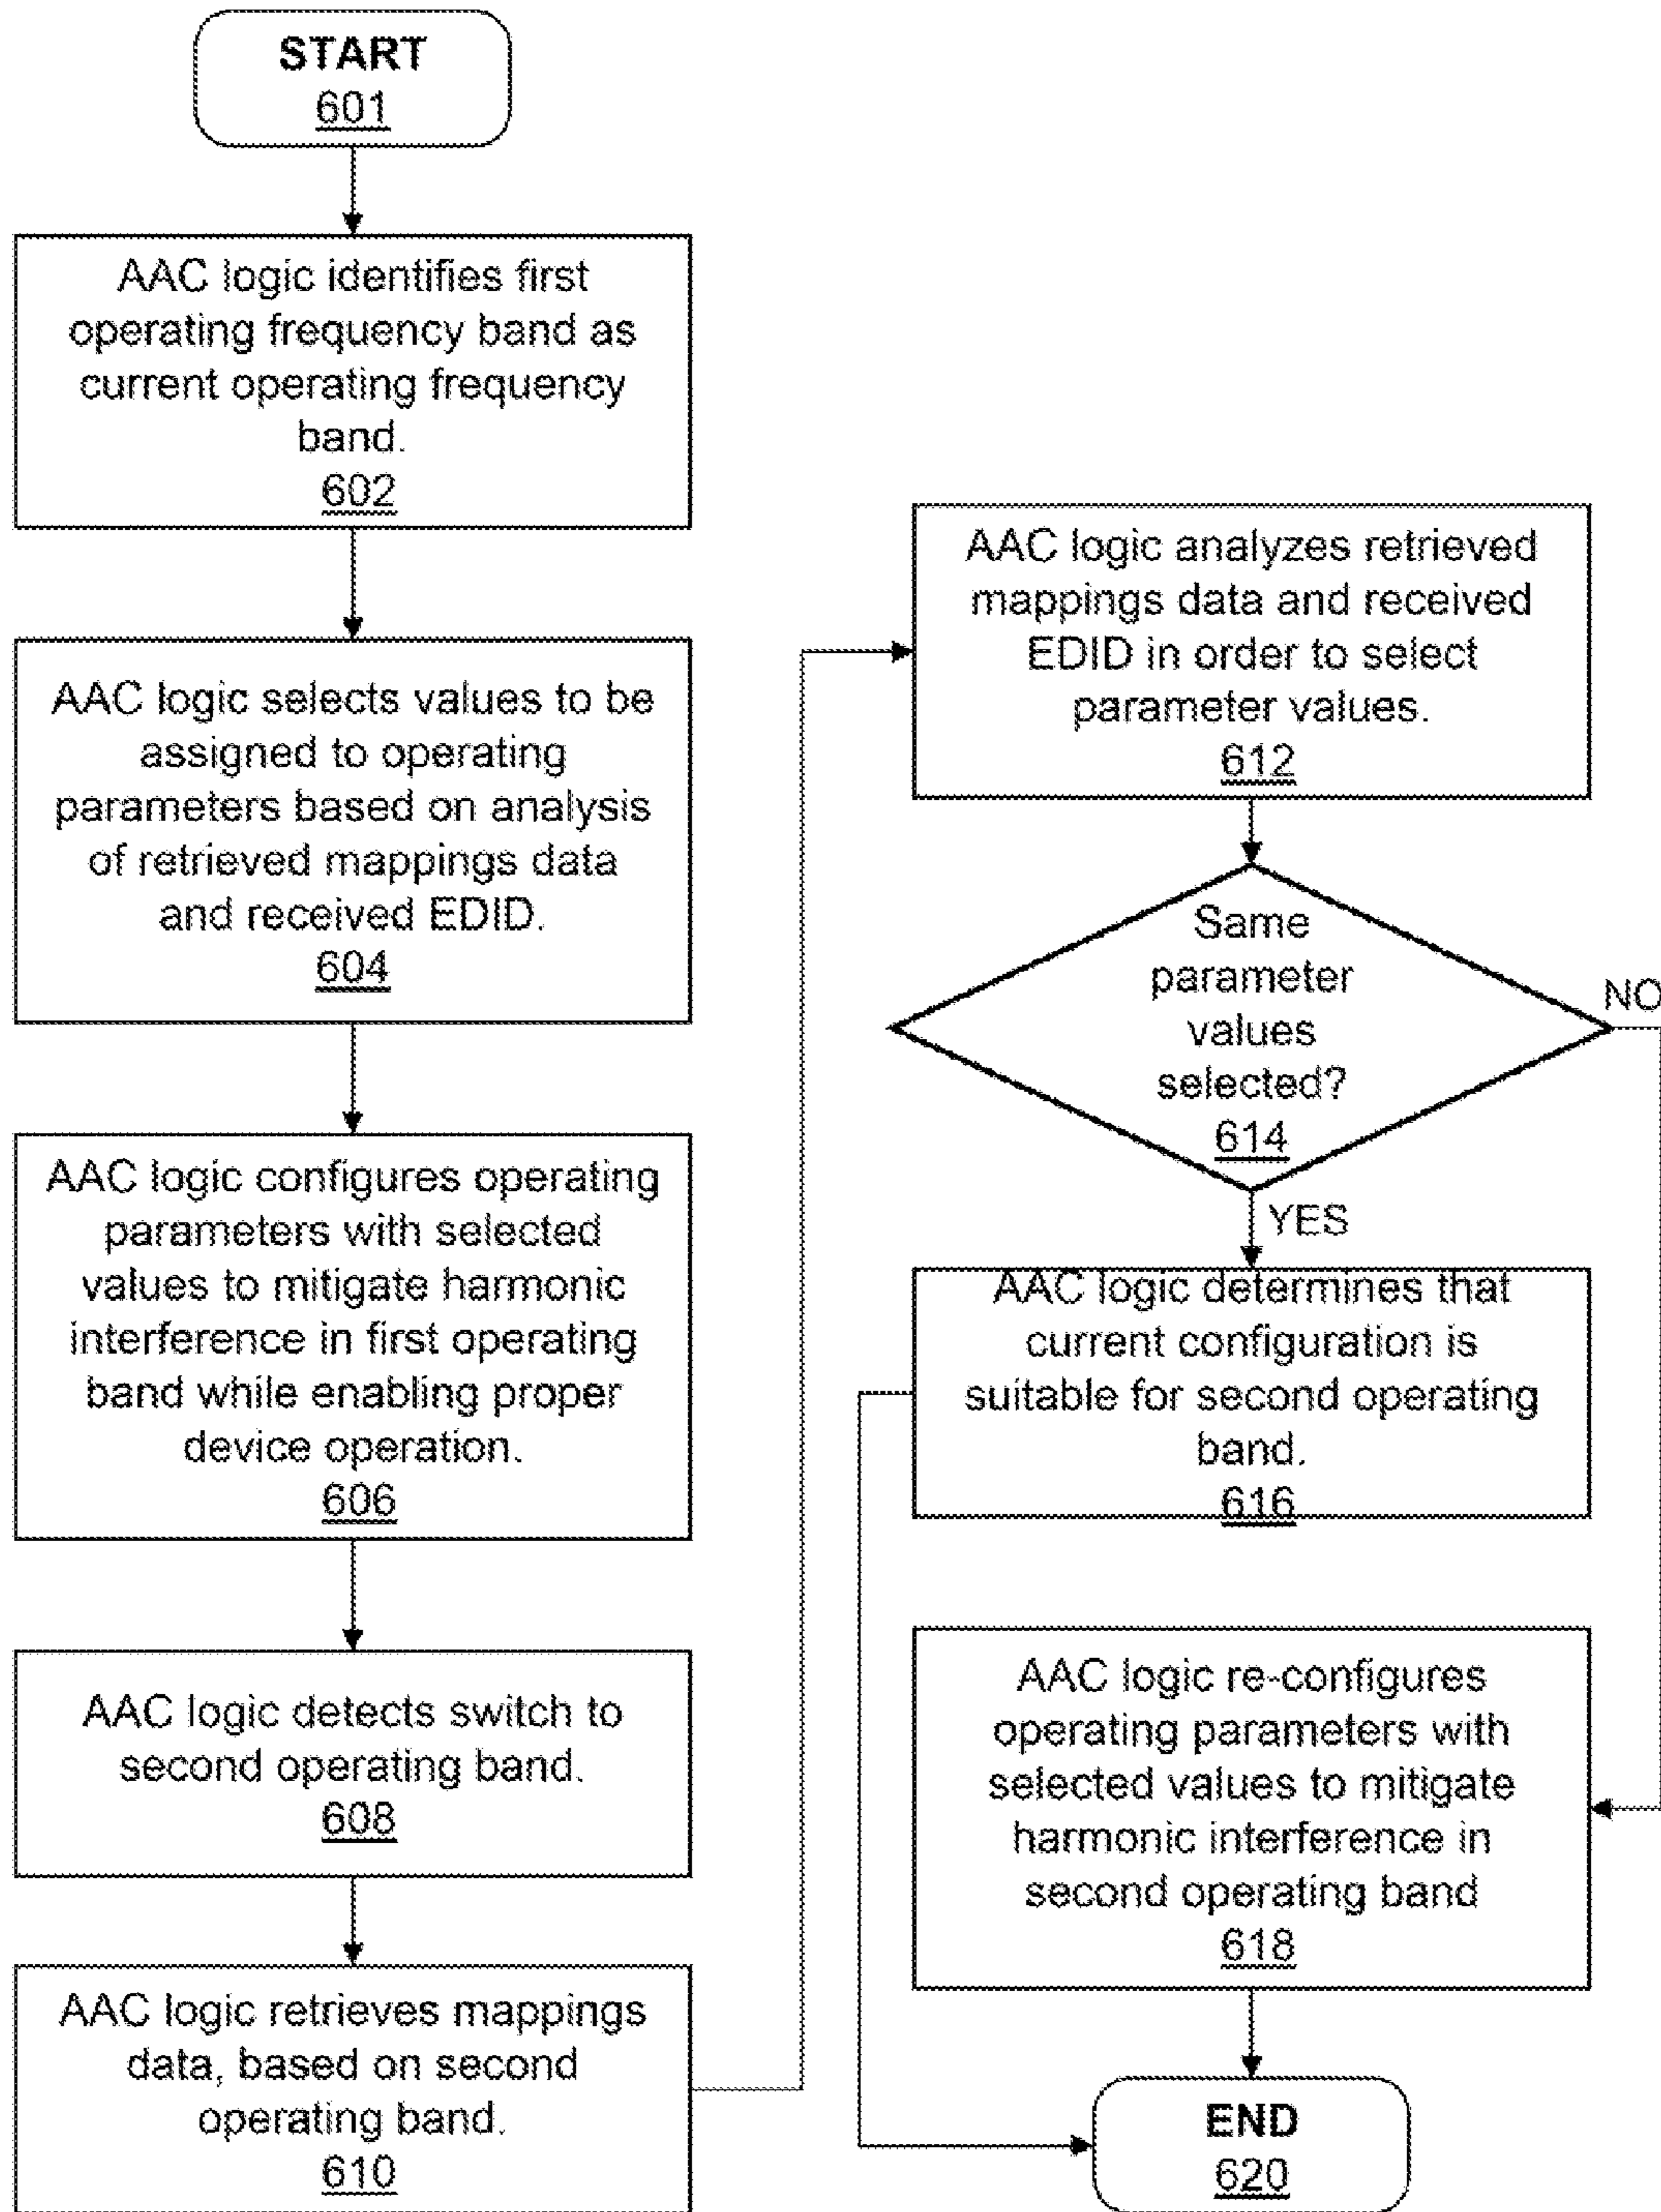 START
601
AAC logic identifies first
operating frequency band as
current operating frequency
band.
602
AAC logic selects values to be
assigned to operating
parameters based on analysis
of retrieved mappings data
and received EDID.
604
AAC logic configures operating
parameters with selected
values to mitigate harmonic
interference in first operating
band while enabling proper
device operation.
606
AAC logic detects switch to
second operating band.
608
AAC logic retrieves mappings
data, based on second
operating band.
610
AAC logic analyzes retrieved
mappings data and received
EDID in order to select
parameter values.
612
Same
parameter
values
selected?
614
NO
YES
AAC logic determines that
current configuration is
suitable for second operating
band.
616
AAC logic re-configures
operating parameters with
selected values to mitigate
harmonic interference in
second operating band
618
END
620